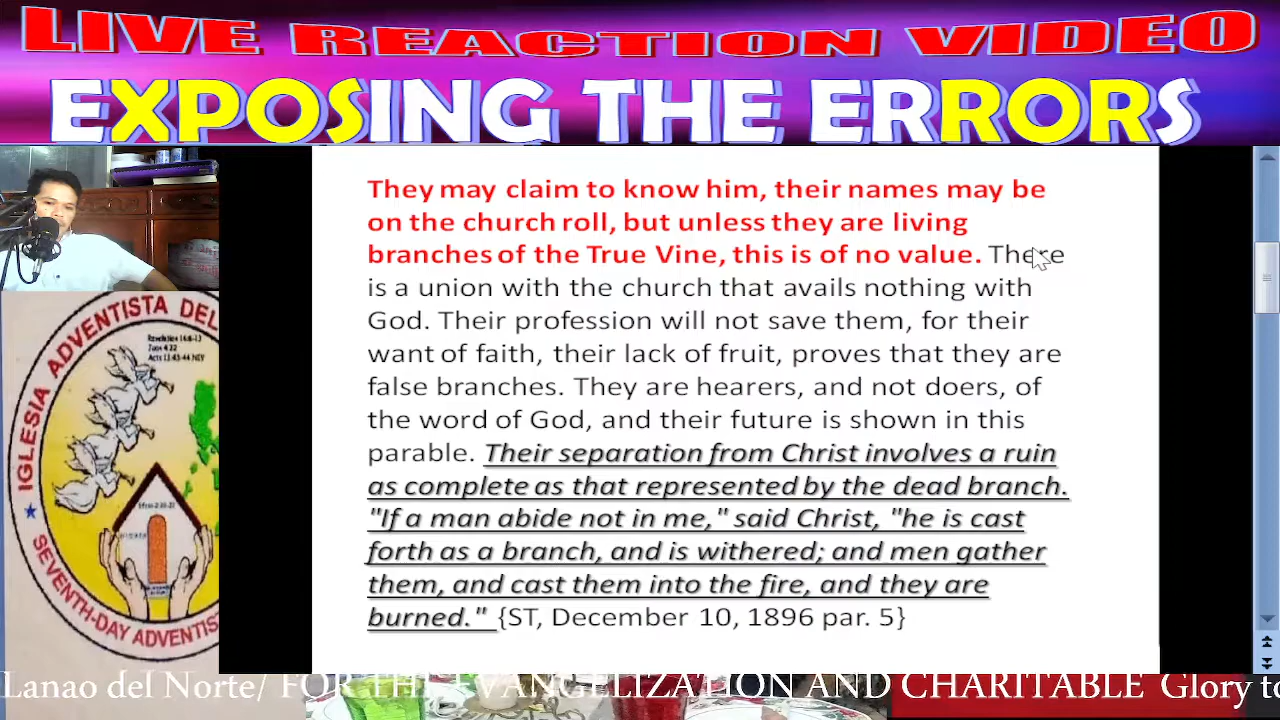 LIVE REACTION VIDEO
EXPOSING THE ERRORS
They may claim to know him, their names may be
on the church roll, but unless they are living
branches of the True Vine, this is of no value. There
is a union with the church that avails nothing with
God. Their profession will not save them, for their
want of faith, their lack of fruit, proves that they are
false branches. They are hearers, and not doers, of
the word of God, and their future is shown in this
parable. Their separation from Christ involves a ruin
as complete as that represented by the dead branch.
"If a man abide not in me," said Christ, "he is cast
forth as a branch, and is withered; and men gather
them, and cast them into the fire, and they are
burned." {ST, December 10, 1896 par. 5}
IGLESIA ADVENTISTA DEL
SEVENTH-DAY ADVENTIS
Lanao del Norte/ FOR THE EVANGELIZATION AND CHARITABLE Glory to